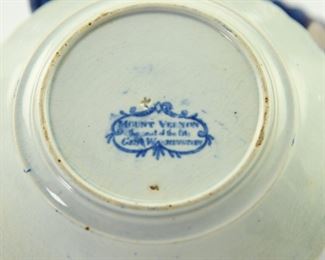 MOUNT VERNON
the seat of the late
GENL WASHINGTON